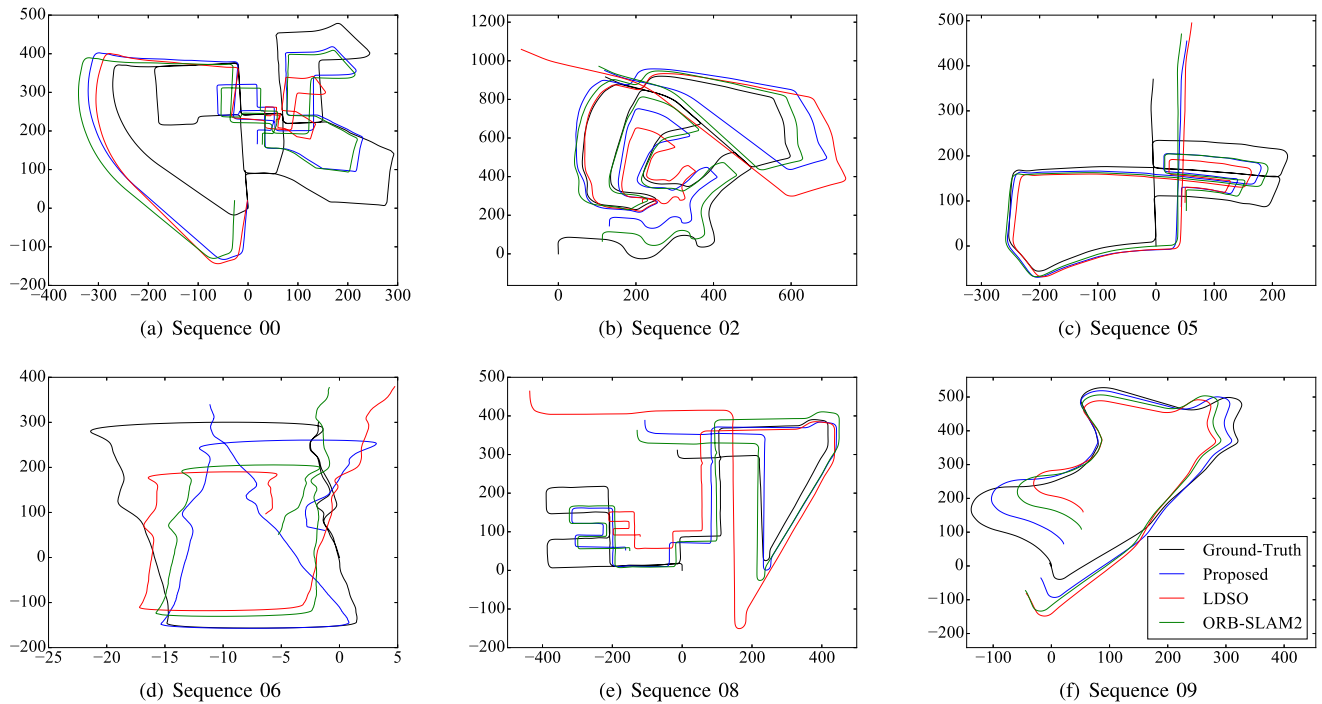 500
400
300
200
100
0
−100
−200
−400 −300 −200 −100 0 100 200 300
(a) Sequence 00
1200
1000
800
600
400
200
0
0 200 400 600
(b) Sequence 02
500
400
300
200
100
0
−300 −200 −100 0 100 200
(c) Sequence 05
400
300
200
100
0
−100
−200
−25 −20 −15 −10 −5 0 5
(d) Sequence 06
500
400
300
200
100
0
−100
−200
−400 −200 0 200 400
(e) Sequence 08
500
400
300
200
100
0
−100
−200
−100 0 100 200 300 400
Ground-Truth
Proposed
LDSO
ORB-SLAM2
(f) Sequence 09